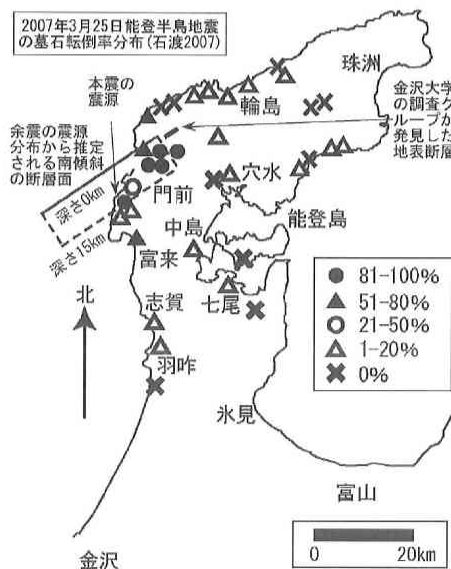 2007年3月25日能登半島地震
の墓石転倒率分布(石渡2007)
珠洲
本震の
震源
輪島
金沢大学
の調査グ
ループが
発見した
地表断層
余震の震源
分布から推定
される南傾斜
の断層面
深さ0km
深さ15km
門前
穴水
能登島
中島
富来
北
志賀
七尾
羽咋
81-100%
51-80%
21-50%
1-20%
0%
氷見
富山
金沢
0 20km